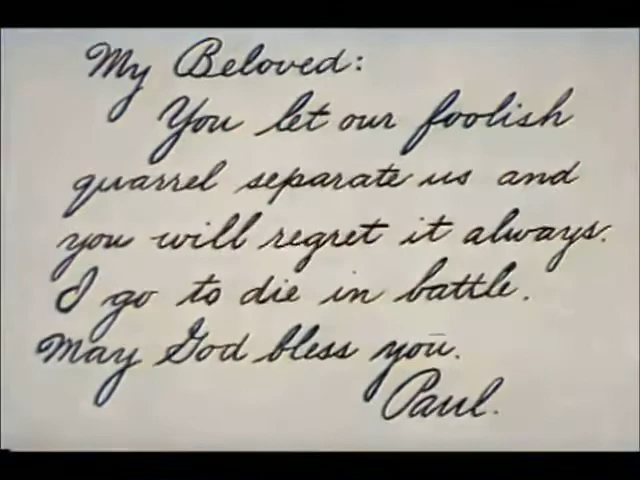 My Beloved:
You let our foolish
quarrel separate us and
you will regret it always.
I go to die in battle.
May God bless you.
Paul.